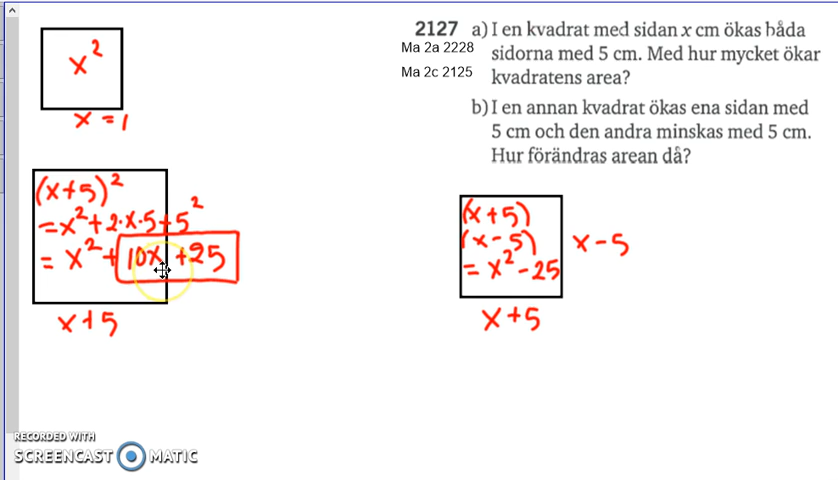 x²
x = 1
(x+5)²
= x² + 2·x·5 + 5²
= x² + 10x + 25
x + 5
2127 a) I en kvadrat med sidan x cm ökas båda
Ma 2a 2228 sidorna med 5 cm. Med hur mycket ökar
Ma 2c 2125 kvadratens area?
b) I en annan kvadrat ökas ena sidan med
5 cm och den andra minskas med 5 cm.
Hur förändras arean då?
(x+5)
(x-5)
= x² - 25
x - 5
x + 5
RECORDED WITH
SCREENCAST MATIC